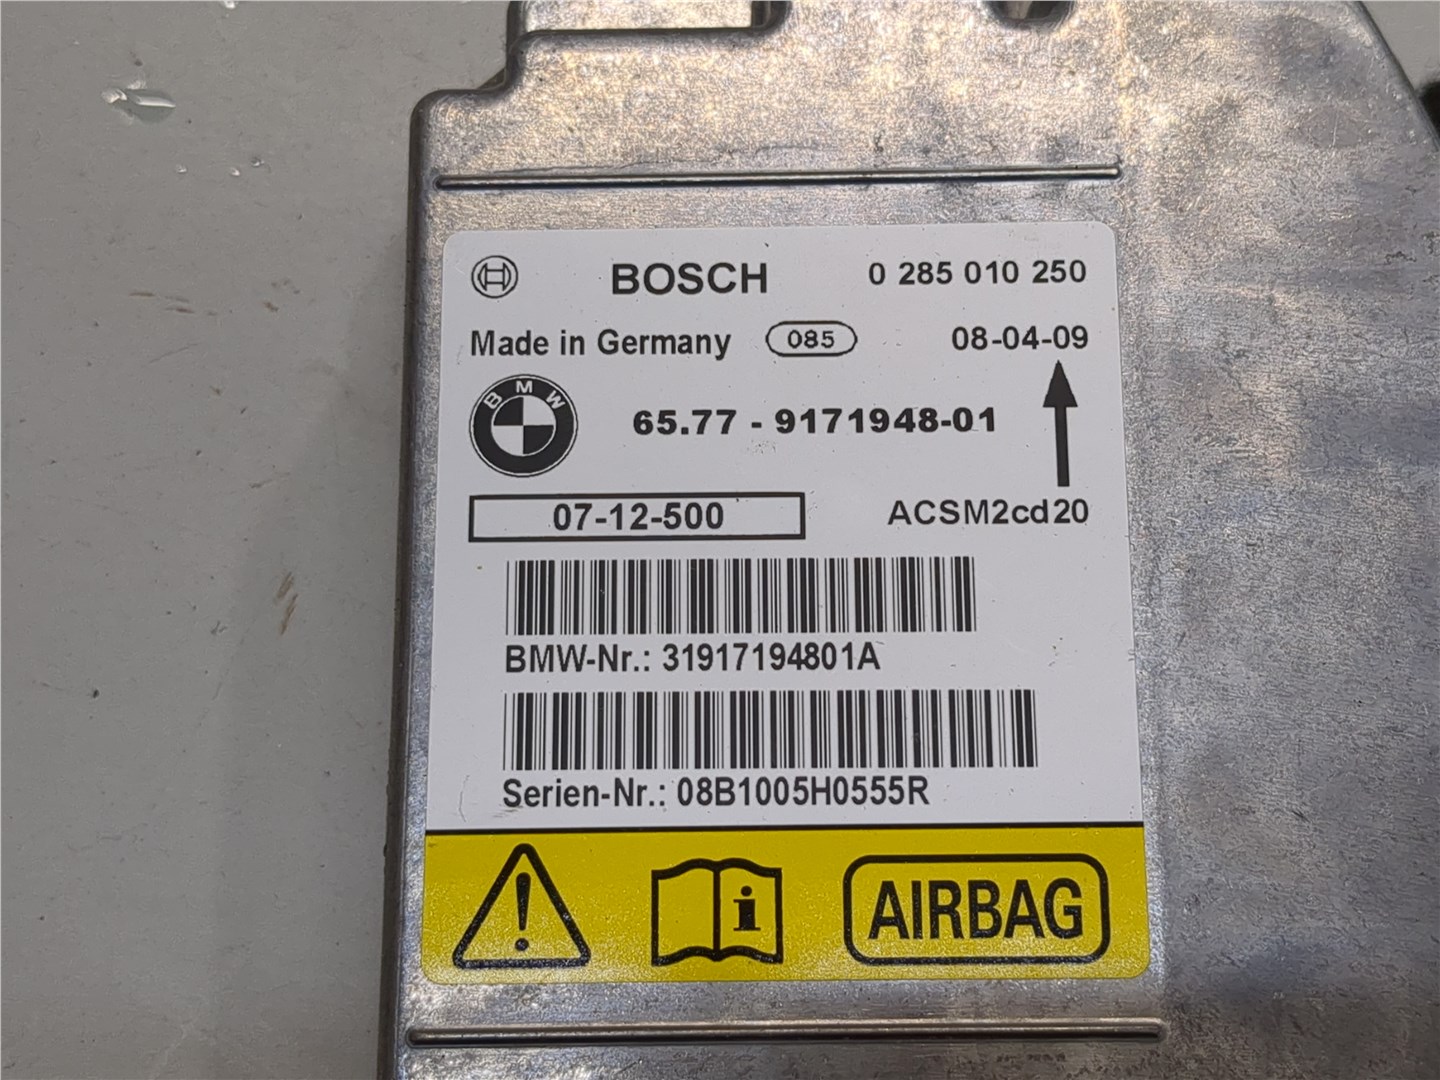 BOSCH 0 285 010 250
Made in Germany 085 08-04-09
BMW 65.77 - 9171948-01
07-12-500 ACSM2cd20
BMW-Nr.: 31917194801A
Serien-Nr.: 08B1005H0555R
! i AIRBAG